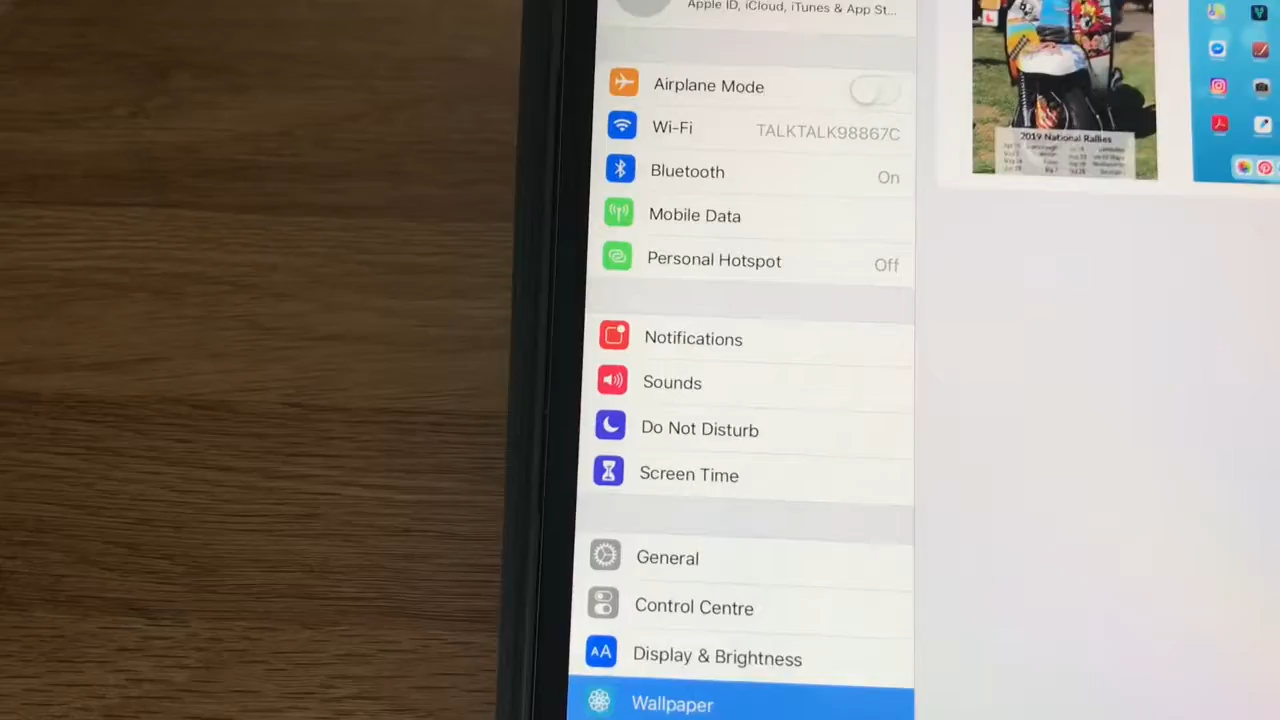 Apple ID, iCloud, iTunes & App St...
Airplane Mode
Wi-Fi TALKTALK98867C
Bluetooth On
Mobile Data
Personal Hotspot Off
Notifications
Sounds
Do Not Disturb
Screen Time
General
Control Centre
AA Display & Brightness
Wallpaper
2019 National Rallies